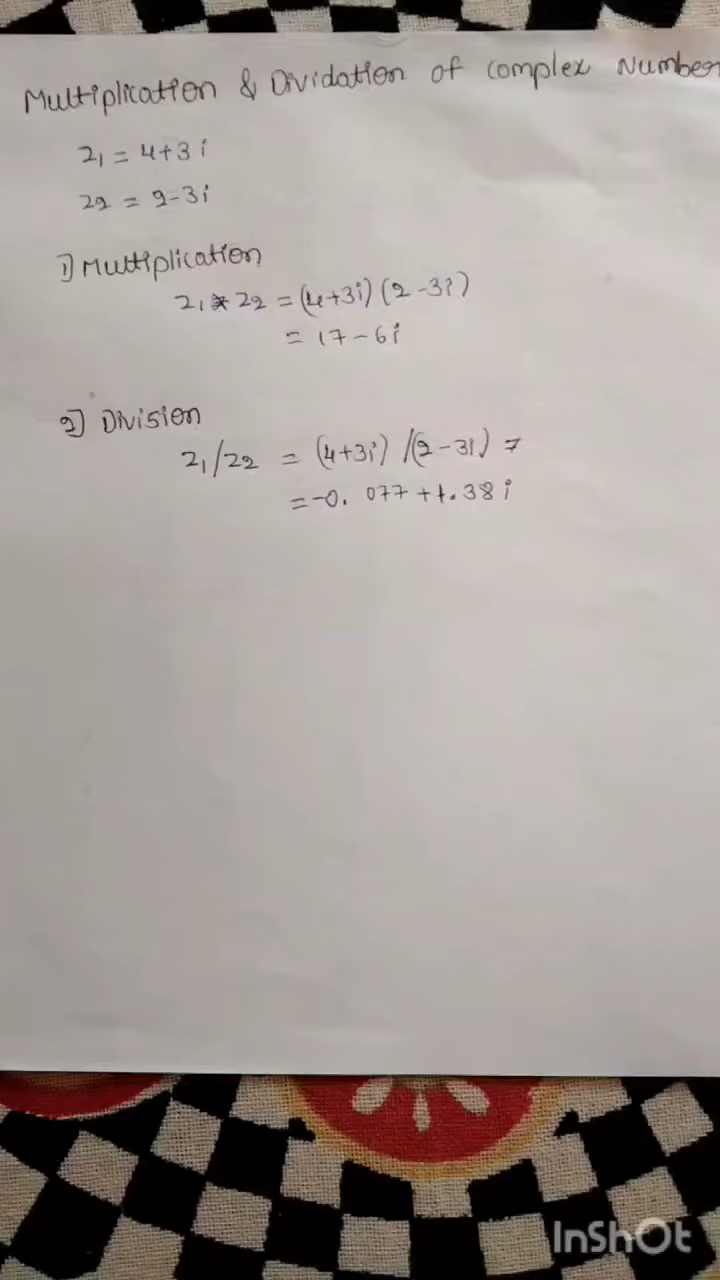 Multiplication & Dividation of complex Number
z1 = 4+3i
z2 = 2-3i
1] Multiplication
z1 * z2 = (4+3i) (2-3i)
= 17-6i
2] Division
z1/z2 = (4+3i) /(2-3i)
= -0.077+1.38i
InShOt